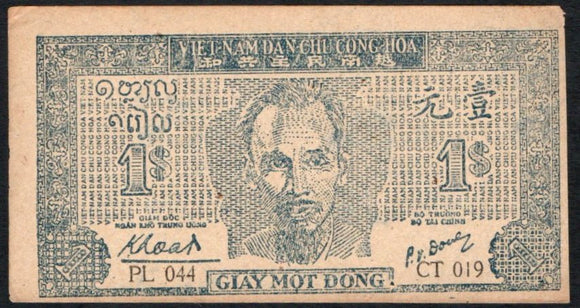 VIỆT-NAM DÂN-CHỦ CỘNG-HÒA
和共主民南越
元壹
1$
1$
GIÁM ĐỐC
NGÂN KHỐ TRUNG ƯƠNG
BỘ TRƯỞNG
BỘ TÀI CHÍNH
PL 044
CT 019
GIẤY MỘT ĐỒNG